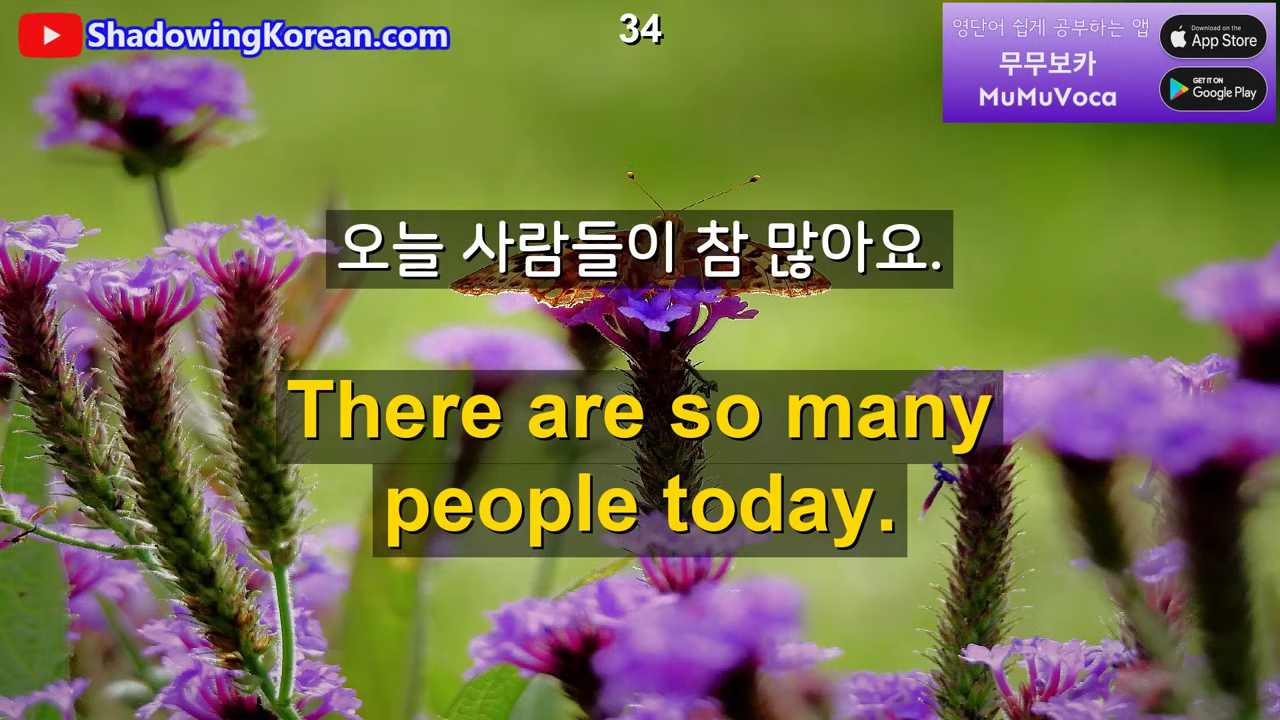 ShadowingKorean.com
34
영단어 쉽게 공부하는 앱
무무보카
MuMuVoca
Download on the
App Store
GET IT ON
Google Play
오늘 사람들이 참 많아요.
There are so many
people today.